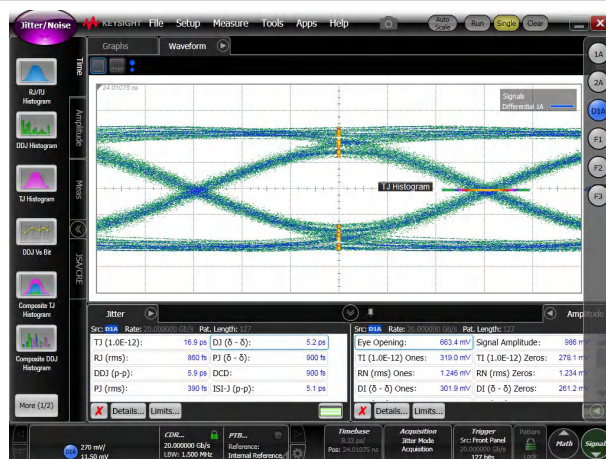 Jitter/Noise
KEYSIGHT File Setup Measure Tools Apps Help
Auto Scale
Run
Single
Clear
Graphs
Waveform
RJ/PJ
Histogram
DDJ Histogram
TJ Histogram
DDJ Vs Bit
Composite TJ
Histogram
Composite DDJ
Histogram
More (1/2)
Time
Amplitude
Meas
JSA/CRE
24.01075 ns
Signals
Differential 1A
TJ Histogram
1A
2A
D1A
F1
F2
F3
Jitter
Src: D1A Rate: 20.000000 Gb/s Pat. Length: 127
TJ (1.0E-12): 16.9 ps DJ (δ - δ): 5.2 ps
RJ (rms): 860 fs PJ (δ - δ): 900 fs
DDJ (p-p): 5.9 ps DCD: 900 fs
PJ (rms): 390 fs ISI-J (p-p): 5.1 ps
Details... Limits...
Amplitude
Src: D1A Rate: 20.000000 Gb/s Pat. Length: 127
Eye Opening: 663.4 mV Signal Amplitude: 986 mV
TI (1.0E-12) Ones: 319.0 mV TI (1.0E-12) Zeros: 278.1 mV
RN (rms) Ones: 1.246 mV RN (rms) Zeros: 1.234 mV
DI (δ - δ) Ones: 301.9 mV DI (δ - δ) Zeros: 261.2 mV
Details... Limits...
D1A
270 mV/
11.50 mV
CDR...
20.000000 Gb/s
LBW: 1.500 MHz
PTB...
Reference:
Internal Reference
Timebase
8.33 ps/
Pos: 24.01075 ns
Acquisition
Jitter Mode
Acquisition
Trigger
Src: Front Panel
20.000000 Gb/s
127 bits
Pattern
Lock
Math
Signals